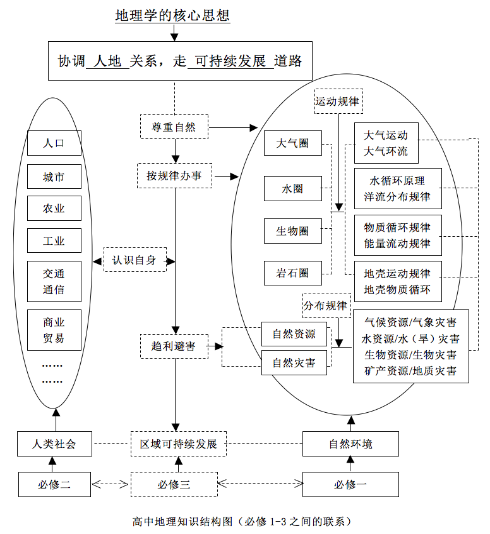 地理学的核心思想
协调 人地 关系，走 可持续发展 道路
尊重自然
按规律办事
认识自身
趋利避害
人口
城市
农业
工业
交通
通信
商业
贸易
……
……
运动规律
大气圈
水圈
生物圈
岩石圈
大气运动
大气环流
水循环原理
洋流分布规律
物质循环规律
能量流动规律
地壳运动规律
地壳物质循环
分布规律
自然资源
自然灾害
气候资源/气象灾害
水资源/水（旱）灾害
生物资源/生物灾害
矿产资源/地质灾害
人类社会
区域可持续发展
自然环境
必修二
必修三
必修一
高中地理知识结构图（必修 1-3 之间的联系）